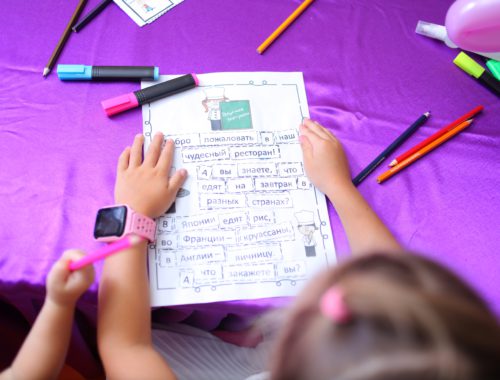 бро пожаловать в наш
чудесный ресторан!
А вы знаете, что
едят на завтрак в
разных странах?
В Японии едят рис,
во Франции – круассаны,
в Англии – яичницу.
А что закажете вы?